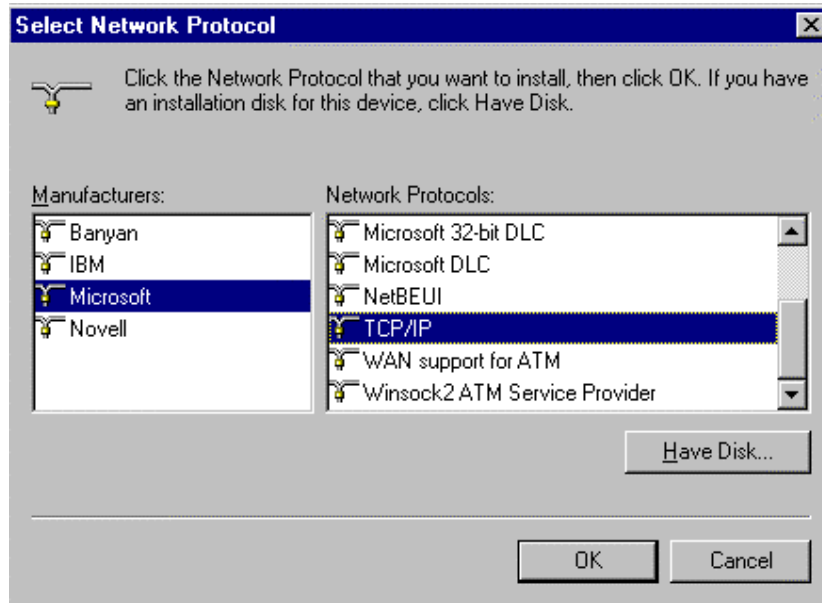 Select Network Protocol
Click the Network Protocol that you want to install, then click OK. If you have
an installation disk for this device, click Have Disk.
Manufacturers:
Banyan
IBM
Microsoft
Novell
Network Protocols:
Microsoft 32-bit DLC
Microsoft DLC
NetBEUI
TCP/IP
WAN support for ATM
Winsock2 ATM Service Provider
Have Disk...
OK
Cancel